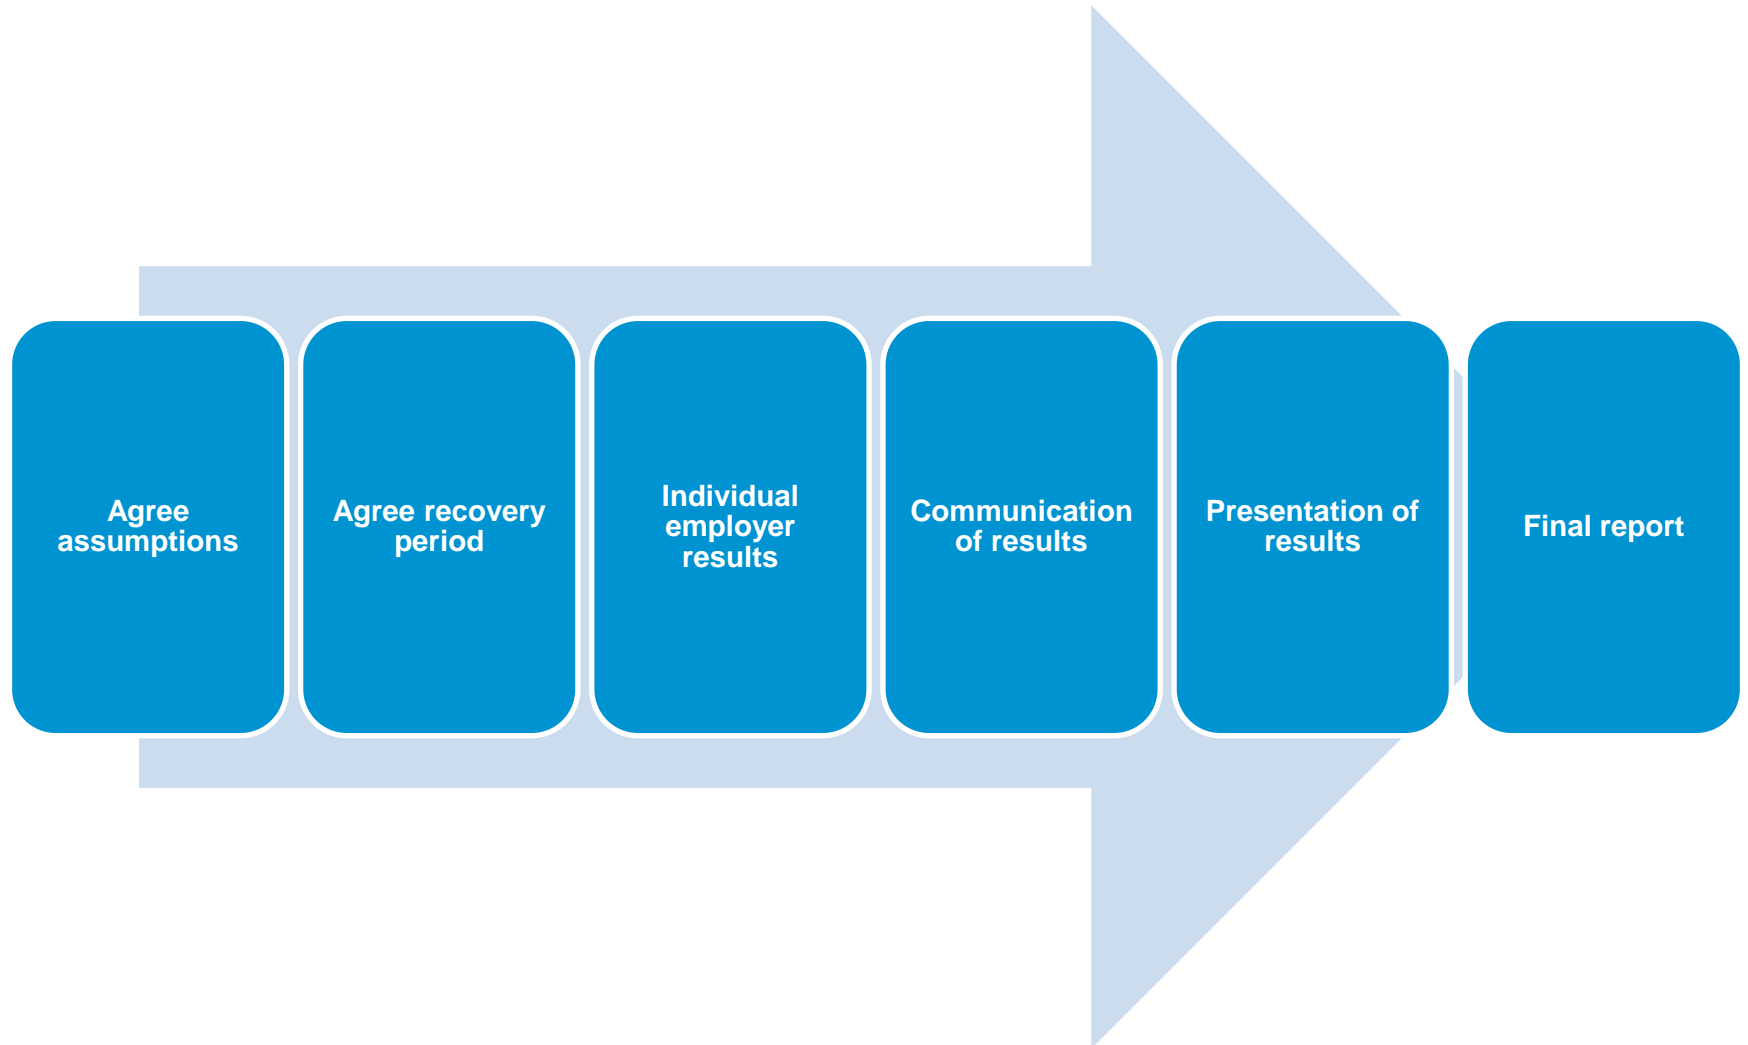 Agree
assumptions
Agree recovery
period
Individual
employer
results
Communication
of results
Presentation of
results
Final report